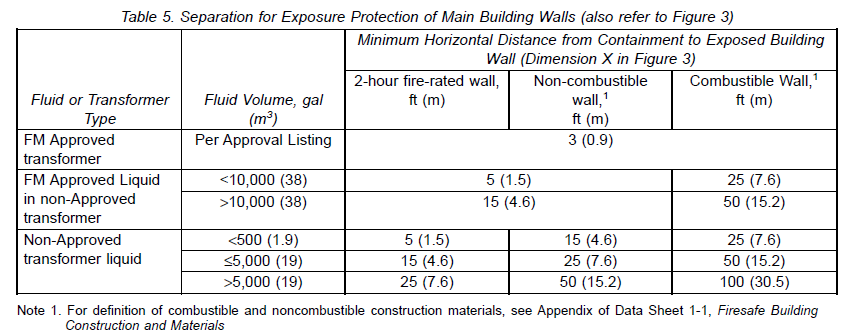 Table 5. Separation for Exposure Protection of Main Building Walls (also refer to Figure 3)
Minimum Horizontal Distance from Containment to Exposed Building
Wall (Dimension X in Figure 3)
Fluid or Transformer
Type
Fluid Volume, gal
(m³)
2-hour fire-rated wall,
ft (m)
Non-combustible
wall,¹
ft (m)
Combustible Wall,¹
ft (m)
FM Approved
transformer
Per Approval Listing
3 (0.9)
FM Approved Liquid
in non-Approved
transformer
<10,000 (38)
5 (1.5)
25 (7.6)
>10,000 (38)
15 (4.6)
50 (15.2)
Non-Approved
transformer liquid
<500 (1.9)
5 (1.5)
15 (4.6)
25 (7.6)
≤5,000 (19)
15 (4.6)
25 (7.6)
50 (15.2)
>5,000 (19)
25 (7.6)
50 (15.2)
100 (30.5)
Note 1. For definition of combustible and noncombustible construction materials, see Appendix of Data Sheet 1-1, Firesafe Building
Construction and Materials